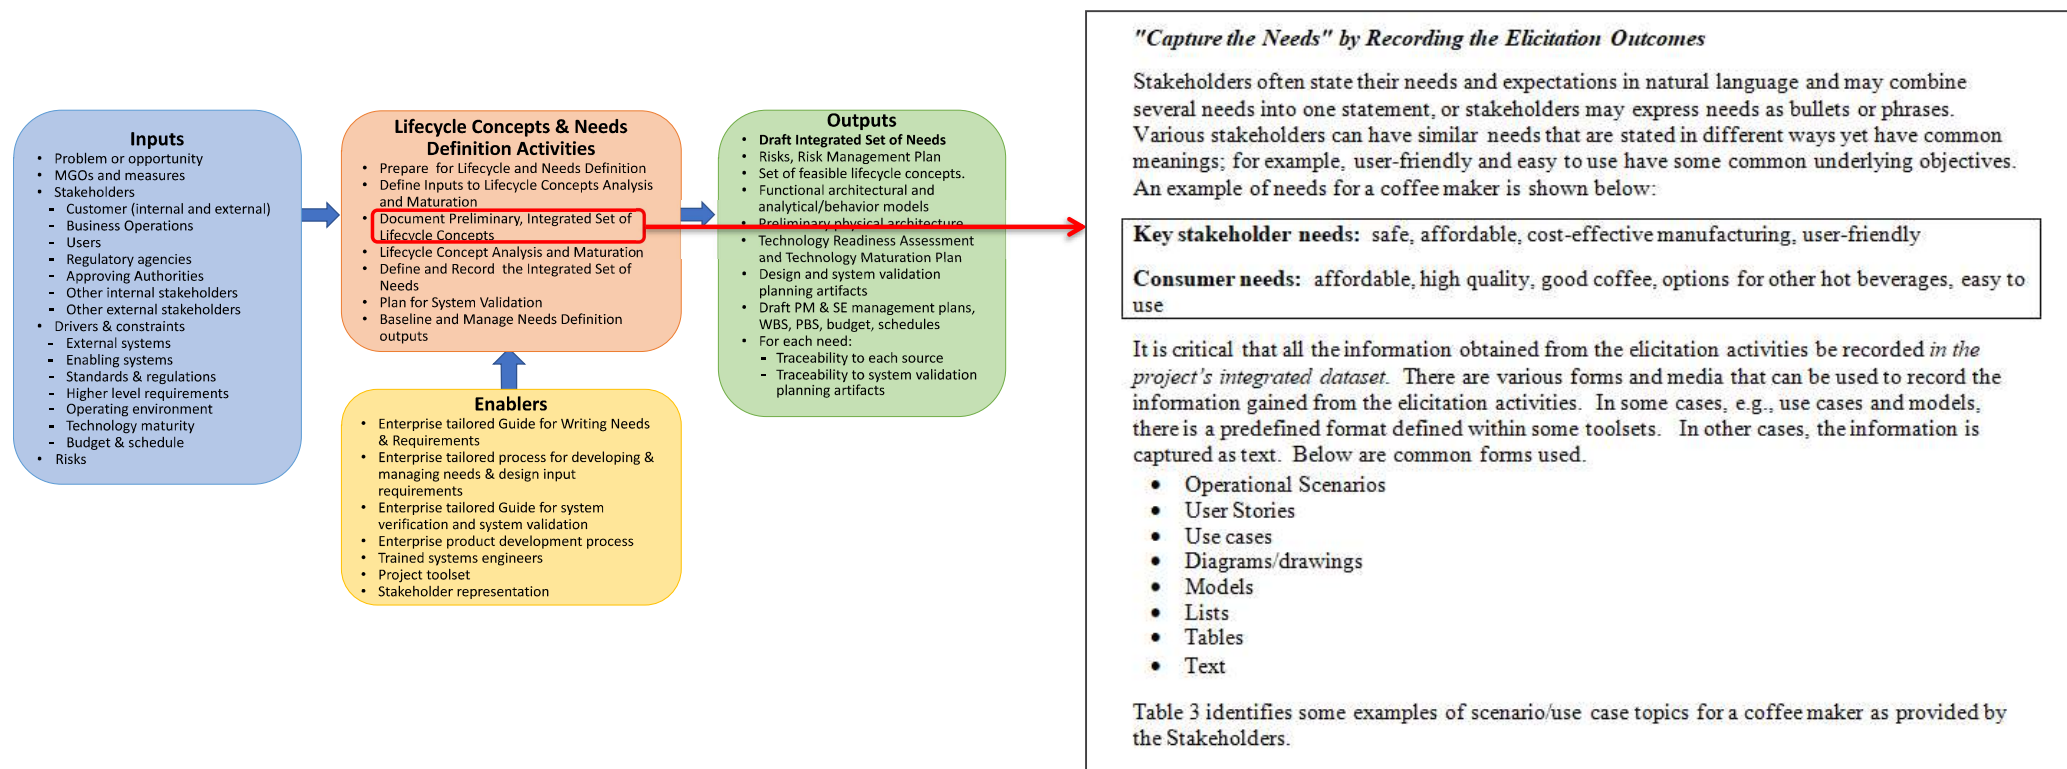 Inputs
• Problem or opportunity
• MGOs and measures
• Stakeholders
- Customer (internal and external)
- Business Operations
- Users
- Regulatory agencies
- Approving Authorities
- Other internal stakeholders
- Other external stakeholders
• Drivers & constraints
- External systems
- Enabling systems
- Standards & regulations
- Higher level requirements
- Operating environment
- Technology maturity
- Budget & schedule
• Risks
Lifecycle Concepts & Needs
Definition Activities
• Prepare for Lifecycle and Needs Definition
• Define Inputs to Lifecycle Concepts Analysis
and Maturation
• Document Preliminary, Integrated Set of
Lifecycle Concepts
• Lifecycle Concept Analysis and Maturation
• Define and Record the Integrated Set of
Needs
• Plan for System Validation
• Baseline and Manage Needs Definition
outputs
Enablers
• Enterprise tailored Guide for Writing Needs
& Requirements
• Enterprise tailored process for developing &
managing needs & design input
requirements
• Enterprise tailored Guide for system
verification and system validation
• Enterprise product development process
• Trained systems engineers
• Project toolset
• Stakeholder representation
Outputs
• Draft Integrated Set of Needs
• Risks, Risk Management Plan
• Set of feasible lifecycle concepts.
• Functional architectural and
analytical/behavior models
• Preliminary physical architecture
• Technology Readiness Assessment
and Technology Maturation Plan
• Design and system validation
planning artifacts
• Draft PM & SE management plans,
WBS, PBS, budget, schedules
• For each need:
- Traceability to each source
- Traceability to system validation
planning artifacts
"Capture the Needs" by Recording the Elicitation Outcomes
Stakeholders often state their needs and expectations in natural language and may combine
several needs into one statement, or stakeholders may express needs as bullets or phrases.
Various stakeholders can have similar needs that are stated in different ways yet have common
meanings; for example, user-friendly and easy to use have some common underlying objectives.
An example of needs for a coffee maker is shown below:
Key stakeholder needs: safe, affordable, cost-effective manufacturing, user-friendly
Consumer needs: affordable, high quality, good coffee, options for other hot beverages, easy to
use
It is critical that all the information obtained from the elicitation activities be recorded in the
project's integrated dataset. There are various forms and media that can be used to record the
information gained from the elicitation activities. In some cases, e.g., use cases and models,
there is a predefined format defined within some toolsets. In other cases, the information is
captured as text. Below are common forms used.
• Operational Scenarios
• User Stories
• Use cases
• Diagrams/drawings
• Models
• Lists
• Tables
• Text
Table 3 identifies some examples of scenario/use case topics for a coffee maker as provided by
the Stakeholders.